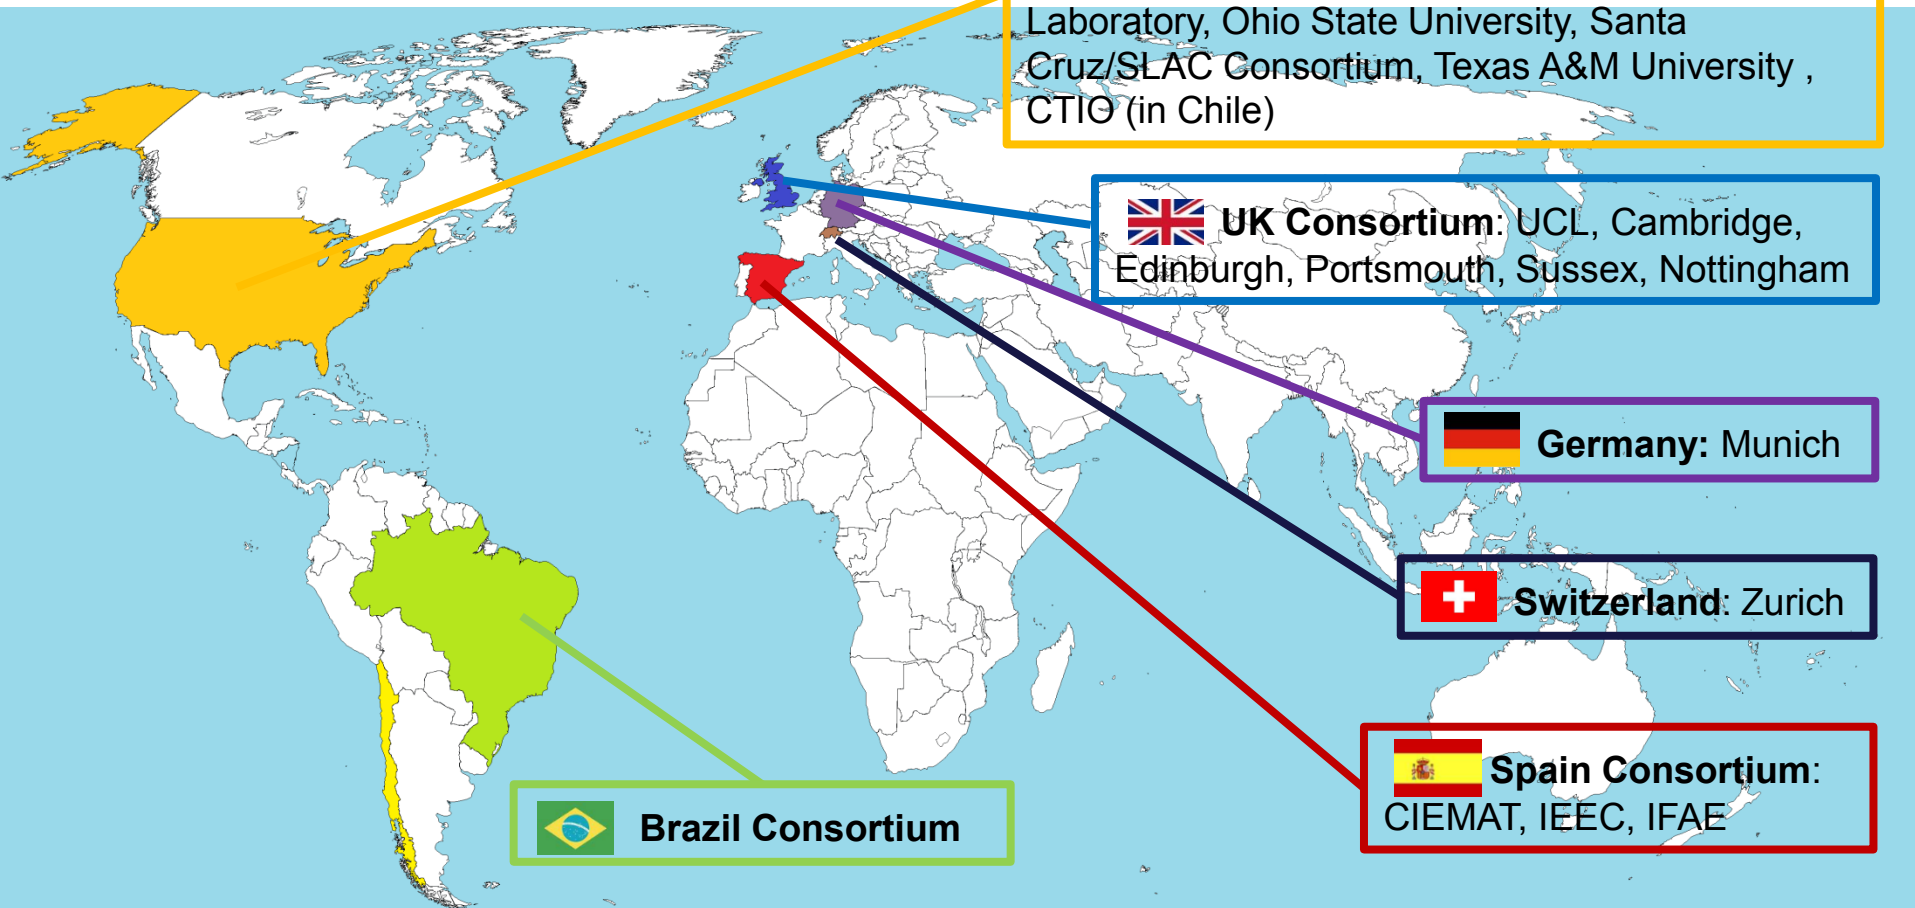 Laboratory, Ohio State University, Santa
Cruz/SLAC Consortium, Texas A&M University ,
CTIO (in Chile)
UK Consortium: UCL, Cambridge,
Edinburgh, Portsmouth, Sussex, Nottingham
Germany: Munich
Switzerland: Zurich
Spain Consortium:
CIEMAT, IEEC, IFAE
Brazil Consortium